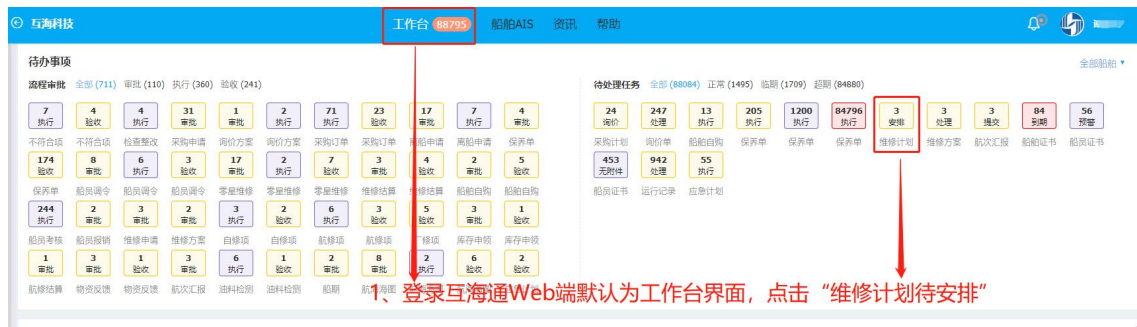 互海科技 工作台 88795 船舶AIS 资讯 帮助
待办事项 全部船舶
流程审批 全部 (711) 审批 (110) 执行 (360) 验收 (241) 待处理任务 全部 (88084) 正常 (1495) 临期 (1709) 超期 (84880)
7 4 4 31 1 2 71 23 17 7 4 24 247 13 205 1200 84796 3 3 3 84 56
执行 验收 执行 审批 审批 执行 执行 验收 审批 执行 审批 询价 处理 执行 执行 执行 执行 安排 处理 提交 到期 预警
不符合项 不符合项 检查整改 采购申请 询价方案 询价方案 采购订单 采购订单 离船申请 离船申请 保养单 采购计划 询价单 船舶自购 保养单 保养单 保养单 维修计划 维修方案 航次汇报 船舶证书 船员证书
174 8 6 3 17 2 7 3 4 2 5 453 942 55
验收 审批 执行 验收 审批 执行 验收 审批 验收 审批 验收 无附件 处理 执行
保养单 船员调令 船员调令 船员调令 零星维修 零星维修 零星维修 维修结算 维修结算 船舶自购 船舶自购 船员证书 运行记录 应急计划
244 2 3 2 3 2 6 3 5 3 1
执行 审批 审批 审批 执行 验收 执行 验收 验收 审批 验收
船员考核 船员报销 维修申请 维修方案 自修项 自修项 航修项 航修项 修项 库存申领 库存申领
1 3 1 3 6 1 2 8 2 6 2
审批 审批 验收 审批 执行 验收 审批 审批 执行 验收 验收
航修结算 物资反馈 物资反馈 航次汇报 油料检测 油料检测 船期
1、登录互海通Web端默认为工作台界面，点击“维修计划待安排”